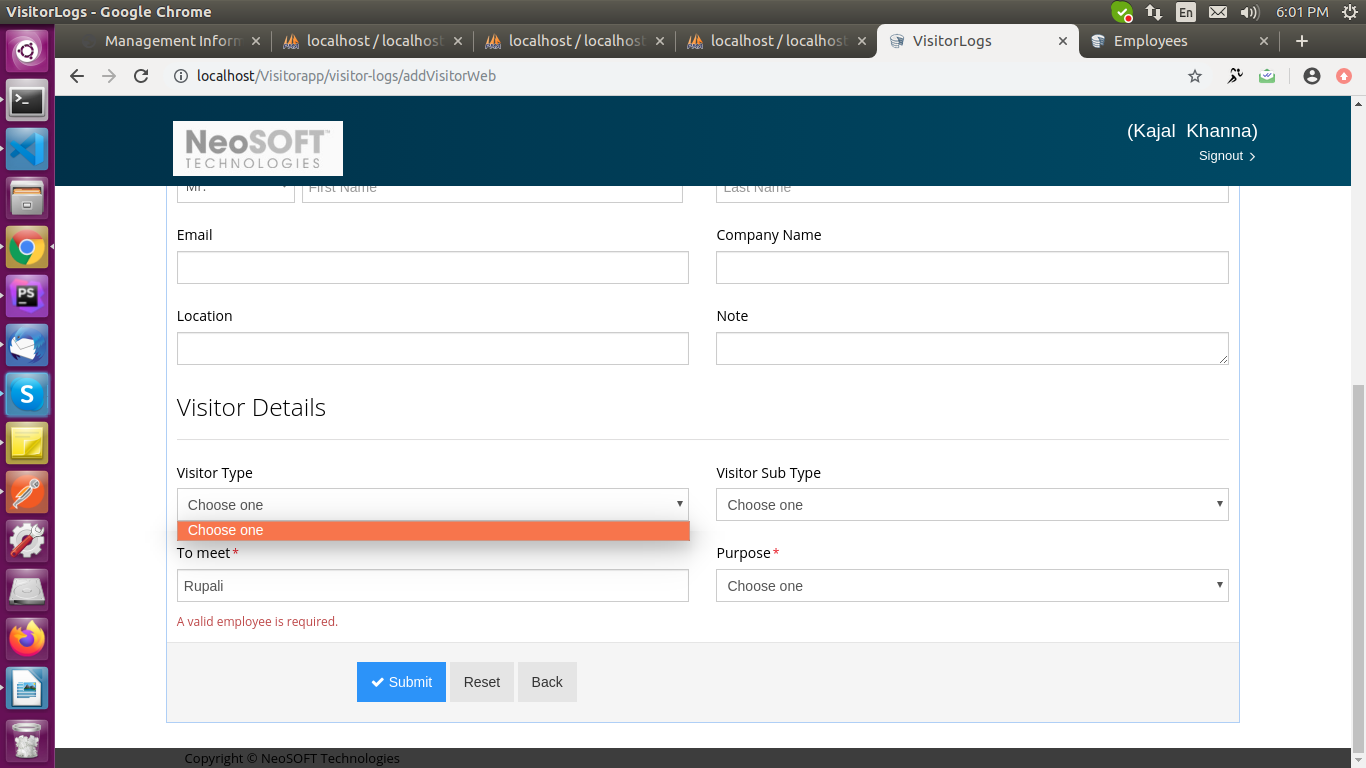 VisitorLogs - Google Chrome
En
6:01 PM
Management Inform
localhost / localhost
localhost / localhost
localhost / localhost
VisitorLogs
Employees
localhost/Visitorapp/visitor-logs/addVisitorWeb
NeoSOFT™
TECHNOLOGIES
(Kajal Khanna)
Signout
Mr.
First Name
Last Name
Email
Company Name
Location
Note
Visitor Details
Visitor Type
Visitor Sub Type
Choose one
Choose one
Choose one
To meet*
Purpose*
Rupali
Choose one
A valid employee is required.
Submit
Reset
Back
Copyright © NeoSOFT Technologies
PS
S